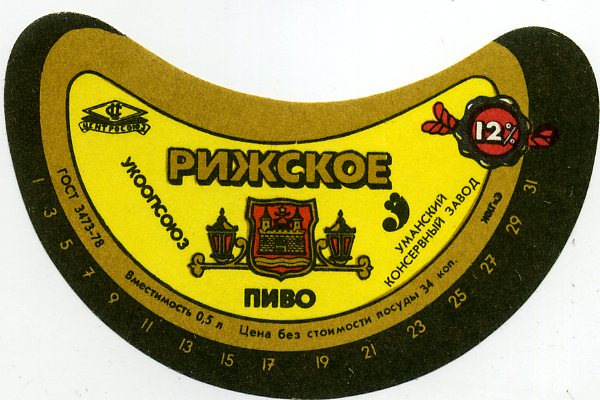 ЦЕНТРОСОЮЗ
12%
РИЖСКОЕ
ПИВО
УКООПСОЮЗ
УМАНСКИЙ
КОНСЕРВНЫЙ ЗАВОД
ГОСТ 3473-78
Вместимость 0,5 л
Цена без стоимости посуды 34 коп.
1 3 5 7 9 11 13 15 17 19 21 23 25 27 29 31